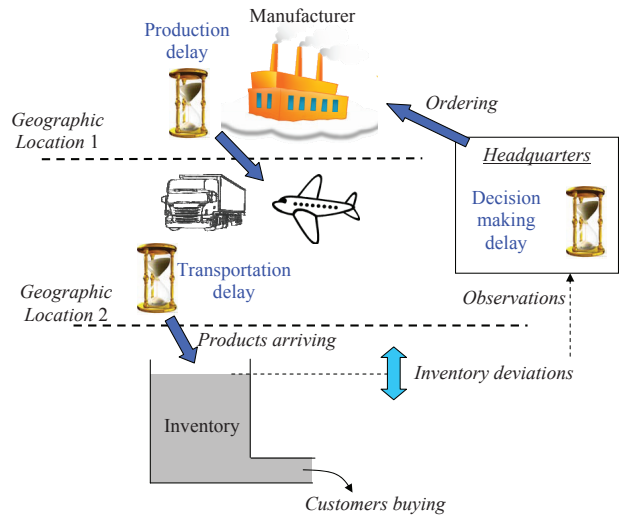 Manufacturer
Production
delay
Ordering
Geographic
Location 1
Headquarters
Decision
making
delay
Transportation
delay
Geographic
Location 2
Observations
Products arriving
Inventory deviations
Inventory
Customers buying